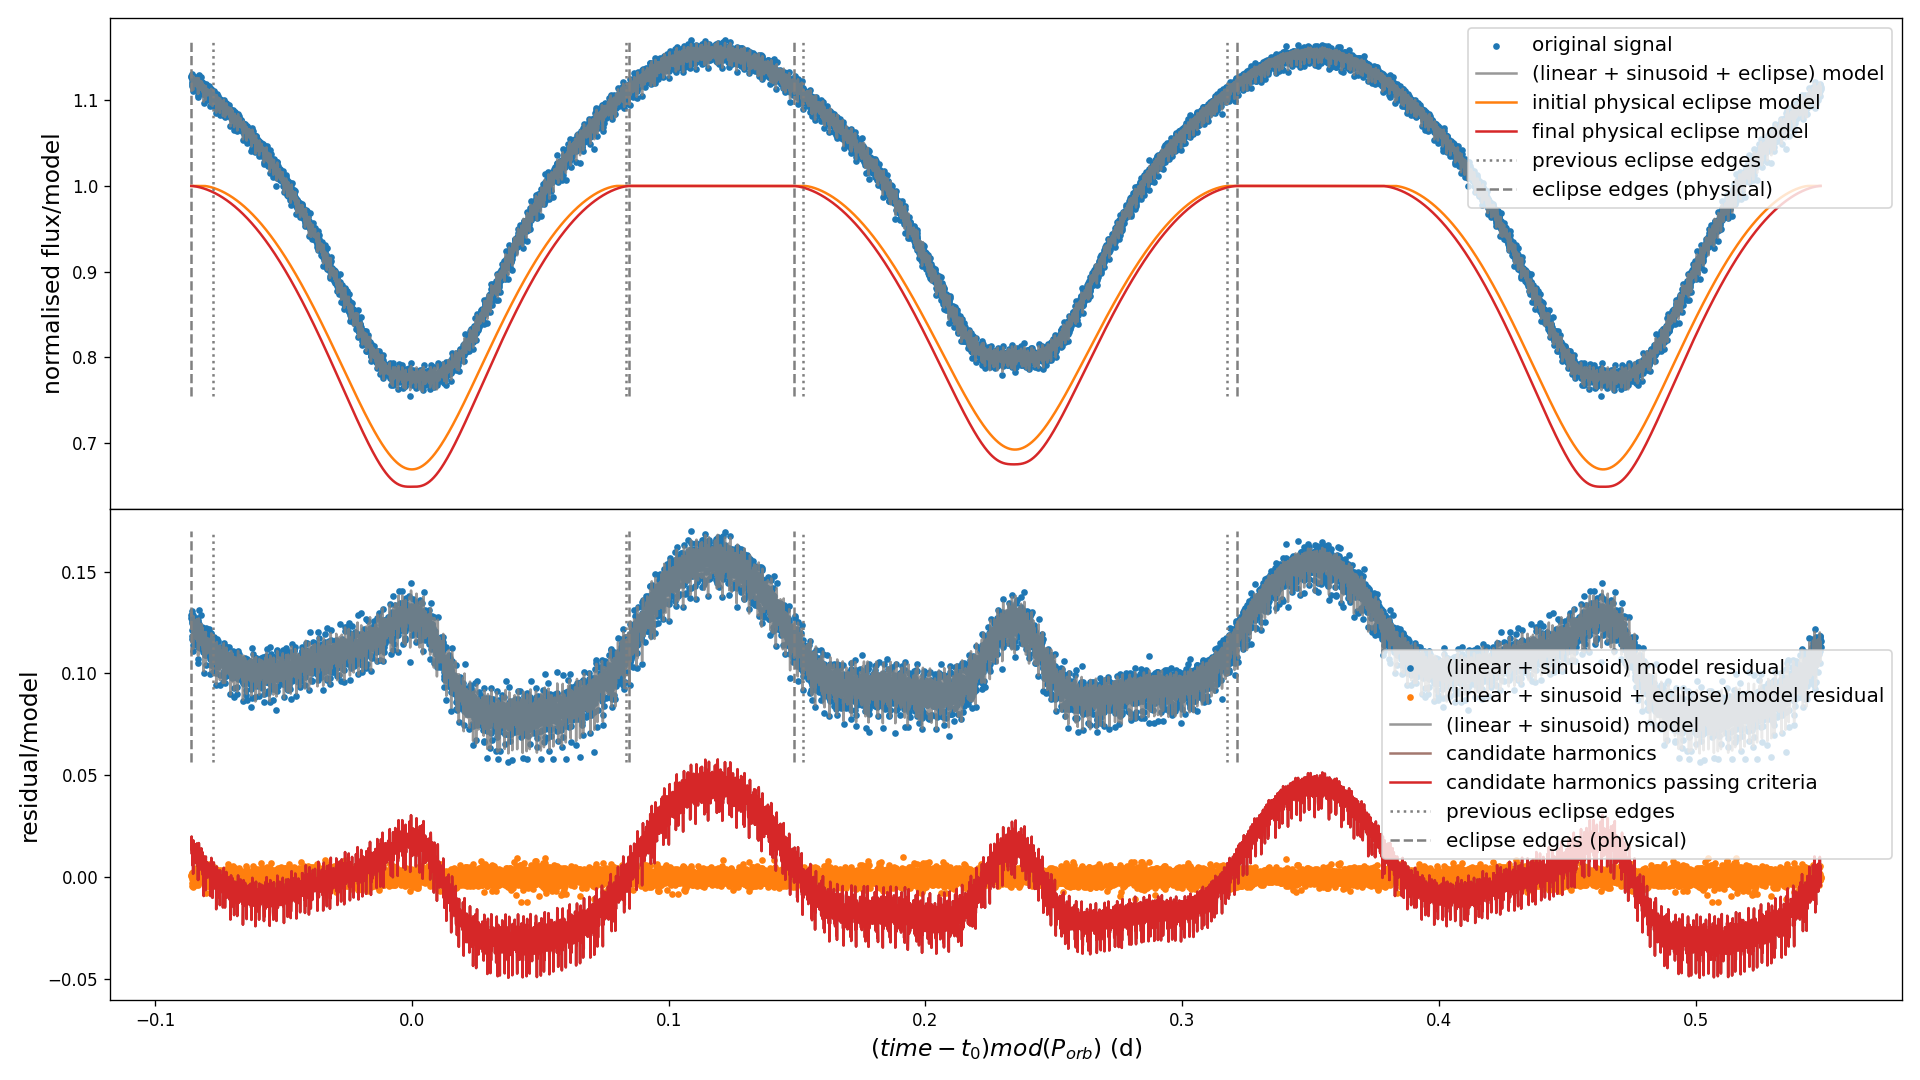 normalised flux/model
1.1
1.0
0.9
0.8
0.7
original signal
(linear + sinusoid + eclipse) model
initial physical eclipse model
final physical eclipse model
previous eclipse edges
eclipse edges (physical)
residual/model
0.15
0.10
0.05
0.00
−0.05
(linear + sinusoid) model residual
(linear + sinusoid + eclipse) model residual
(linear + sinusoid) model
candidate harmonics
candidate harmonics passing criteria
previous eclipse edges
eclipse edges (physical)
−0.1 0.0 0.1 0.2 0.3 0.4 0.5
(time − t₀)mod(Pₒᵣ₆) (d)